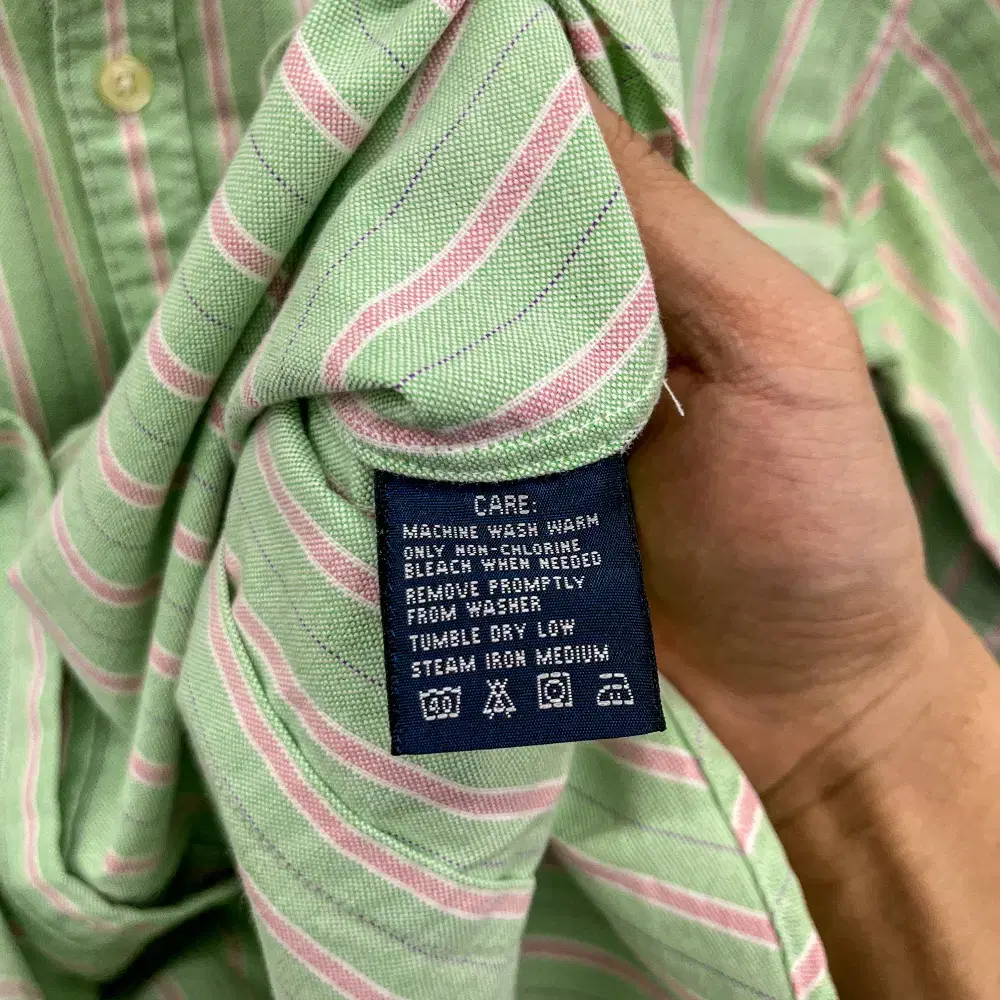 CARE:
MACHINE WASH WARM
ONLY NON-CHLORINE
BLEACH WHEN NEEDED
REMOVE PROMPTLY
FROM WASHER
TUMBLE DRY LOW
STEAM IRON MEDIUM
40